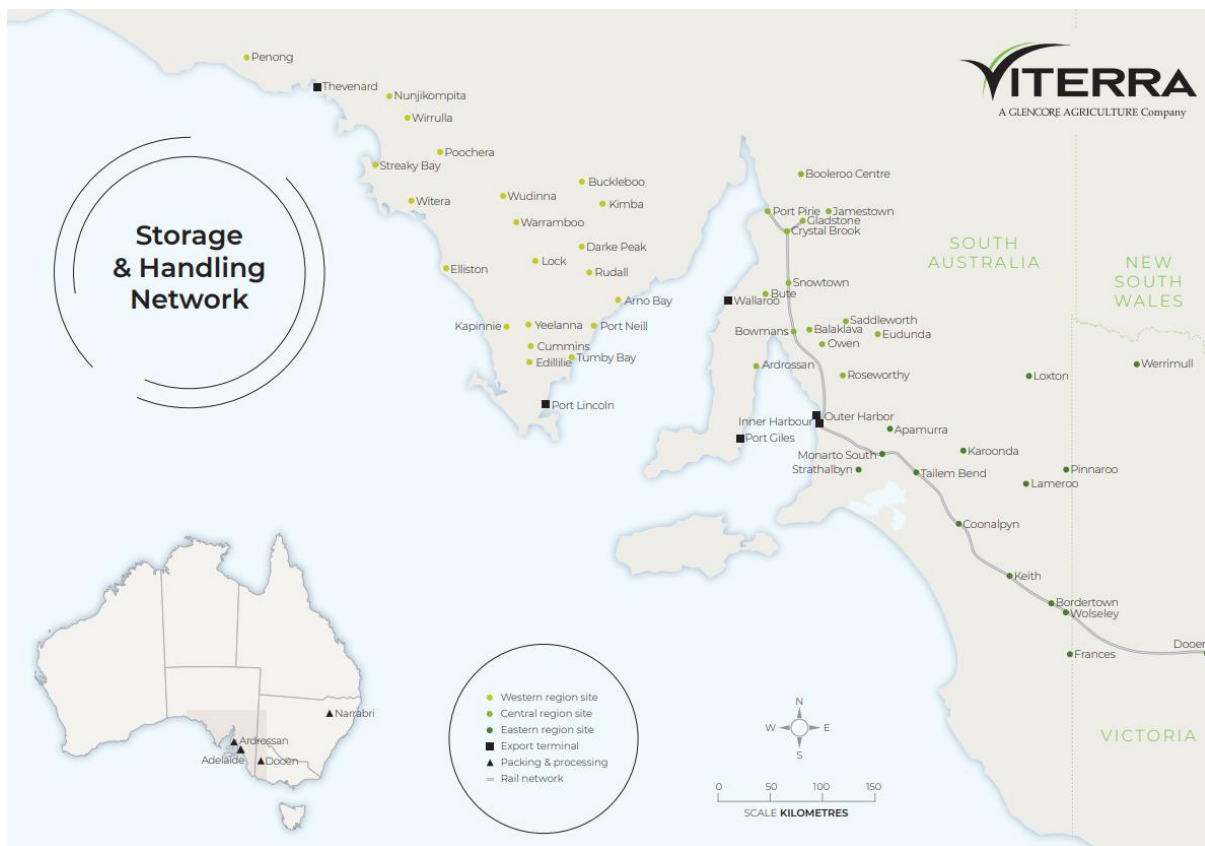 VITERRA
A GLENCORE AGRICULTURE Company
Storage
& Handling
Network
Penong
Thevenard
Nunjikompita
Wirrulla
Poochera
Streaky Bay
Witera
Wudinna
Buckleboo
Kimba
Warramboo
Darke Peak
Lock
Rudall
Elliston
Arno Bay
Kapinnie
Yeelanna
Port Neill
Cummins
Edillilie
Tumby Bay
Port Lincoln
Booleroo Centre
Port Pirie
Jamestown
Gladstone
Crystal Brook
Snowtown
Bute
Wallaroo
Bowmans
Balaklava
Saddleworth
Eudunda
Owen
Ardrossan
Roseworthy
Outer Harbor
Inner Harbour
Port Giles
SOUTH
AUSTRALIA
NEW
SOUTH
WALES
Werrimull
Loxton
Apamurra
Karoonda
Monarto South
Strathalbyn
Tailem Bend
Pinnaroo
Lameroo
Coonalpyn
Keith
Bordertown
Wolseley
Frances
Dooen
VICTORIA
Narrabri
Ardrossan
Adelaide
Dooen
Western region site
Central region site
Eastern region site
Export terminal
Packing & processing
Rail network
N
W E
S
0 50 100 150
SCALE KILOMETRES